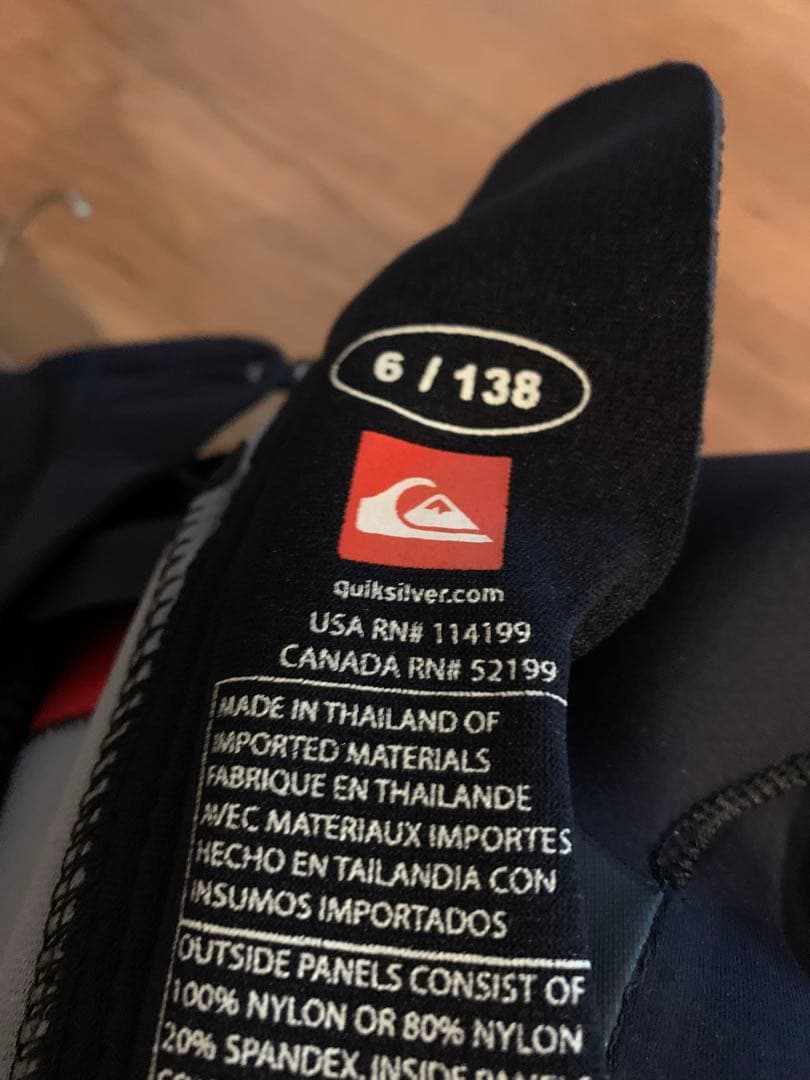 6 / 138
quiksilver.com
USA RN# 114199
CANADA RN# 52199
MADE IN THAILAND OF
IMPORTED MATERIALS
FABRIQUE EN THAILANDE
AVEC MATERIAUX IMPORTES
HECHO EN TAILANDIA CON
INSUMOS IMPORTADOS
OUTSIDE PANELS CONSIST OF
100% NYLON OR 80% NYLON
20% SPANDEX, INSIDE PANELS